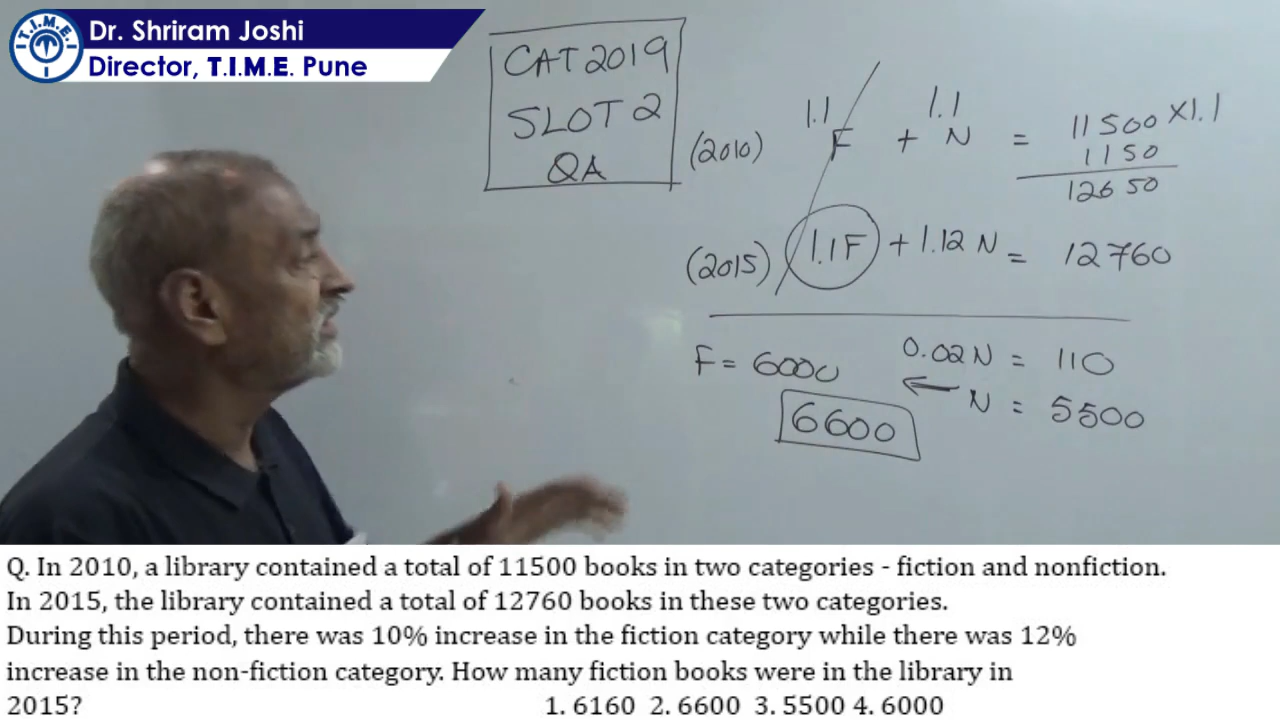 T.I.M.E.
Dr. Shriram Joshi
Director, T.I.M.E. Pune
CAT 2019
SLOT 2
QA
1.1 1.1
(2010) F + N = 11500 X1.1
1150
12650
(2015) 1.1F + 1.12 N = 12760
F = 6000 0.02N = 110
← N = 5500
6600
Q. In 2010, a library contained a total of 11500 books in two categories - fiction and nonfiction.
In 2015, the library contained a total of 12760 books in these two categories.
During this period, there was 10% increase in the fiction category while there was 12%
increase in the non-fiction category. How many fiction books were in the library in
2015? 1. 6160 2. 6600 3. 5500 4. 6000